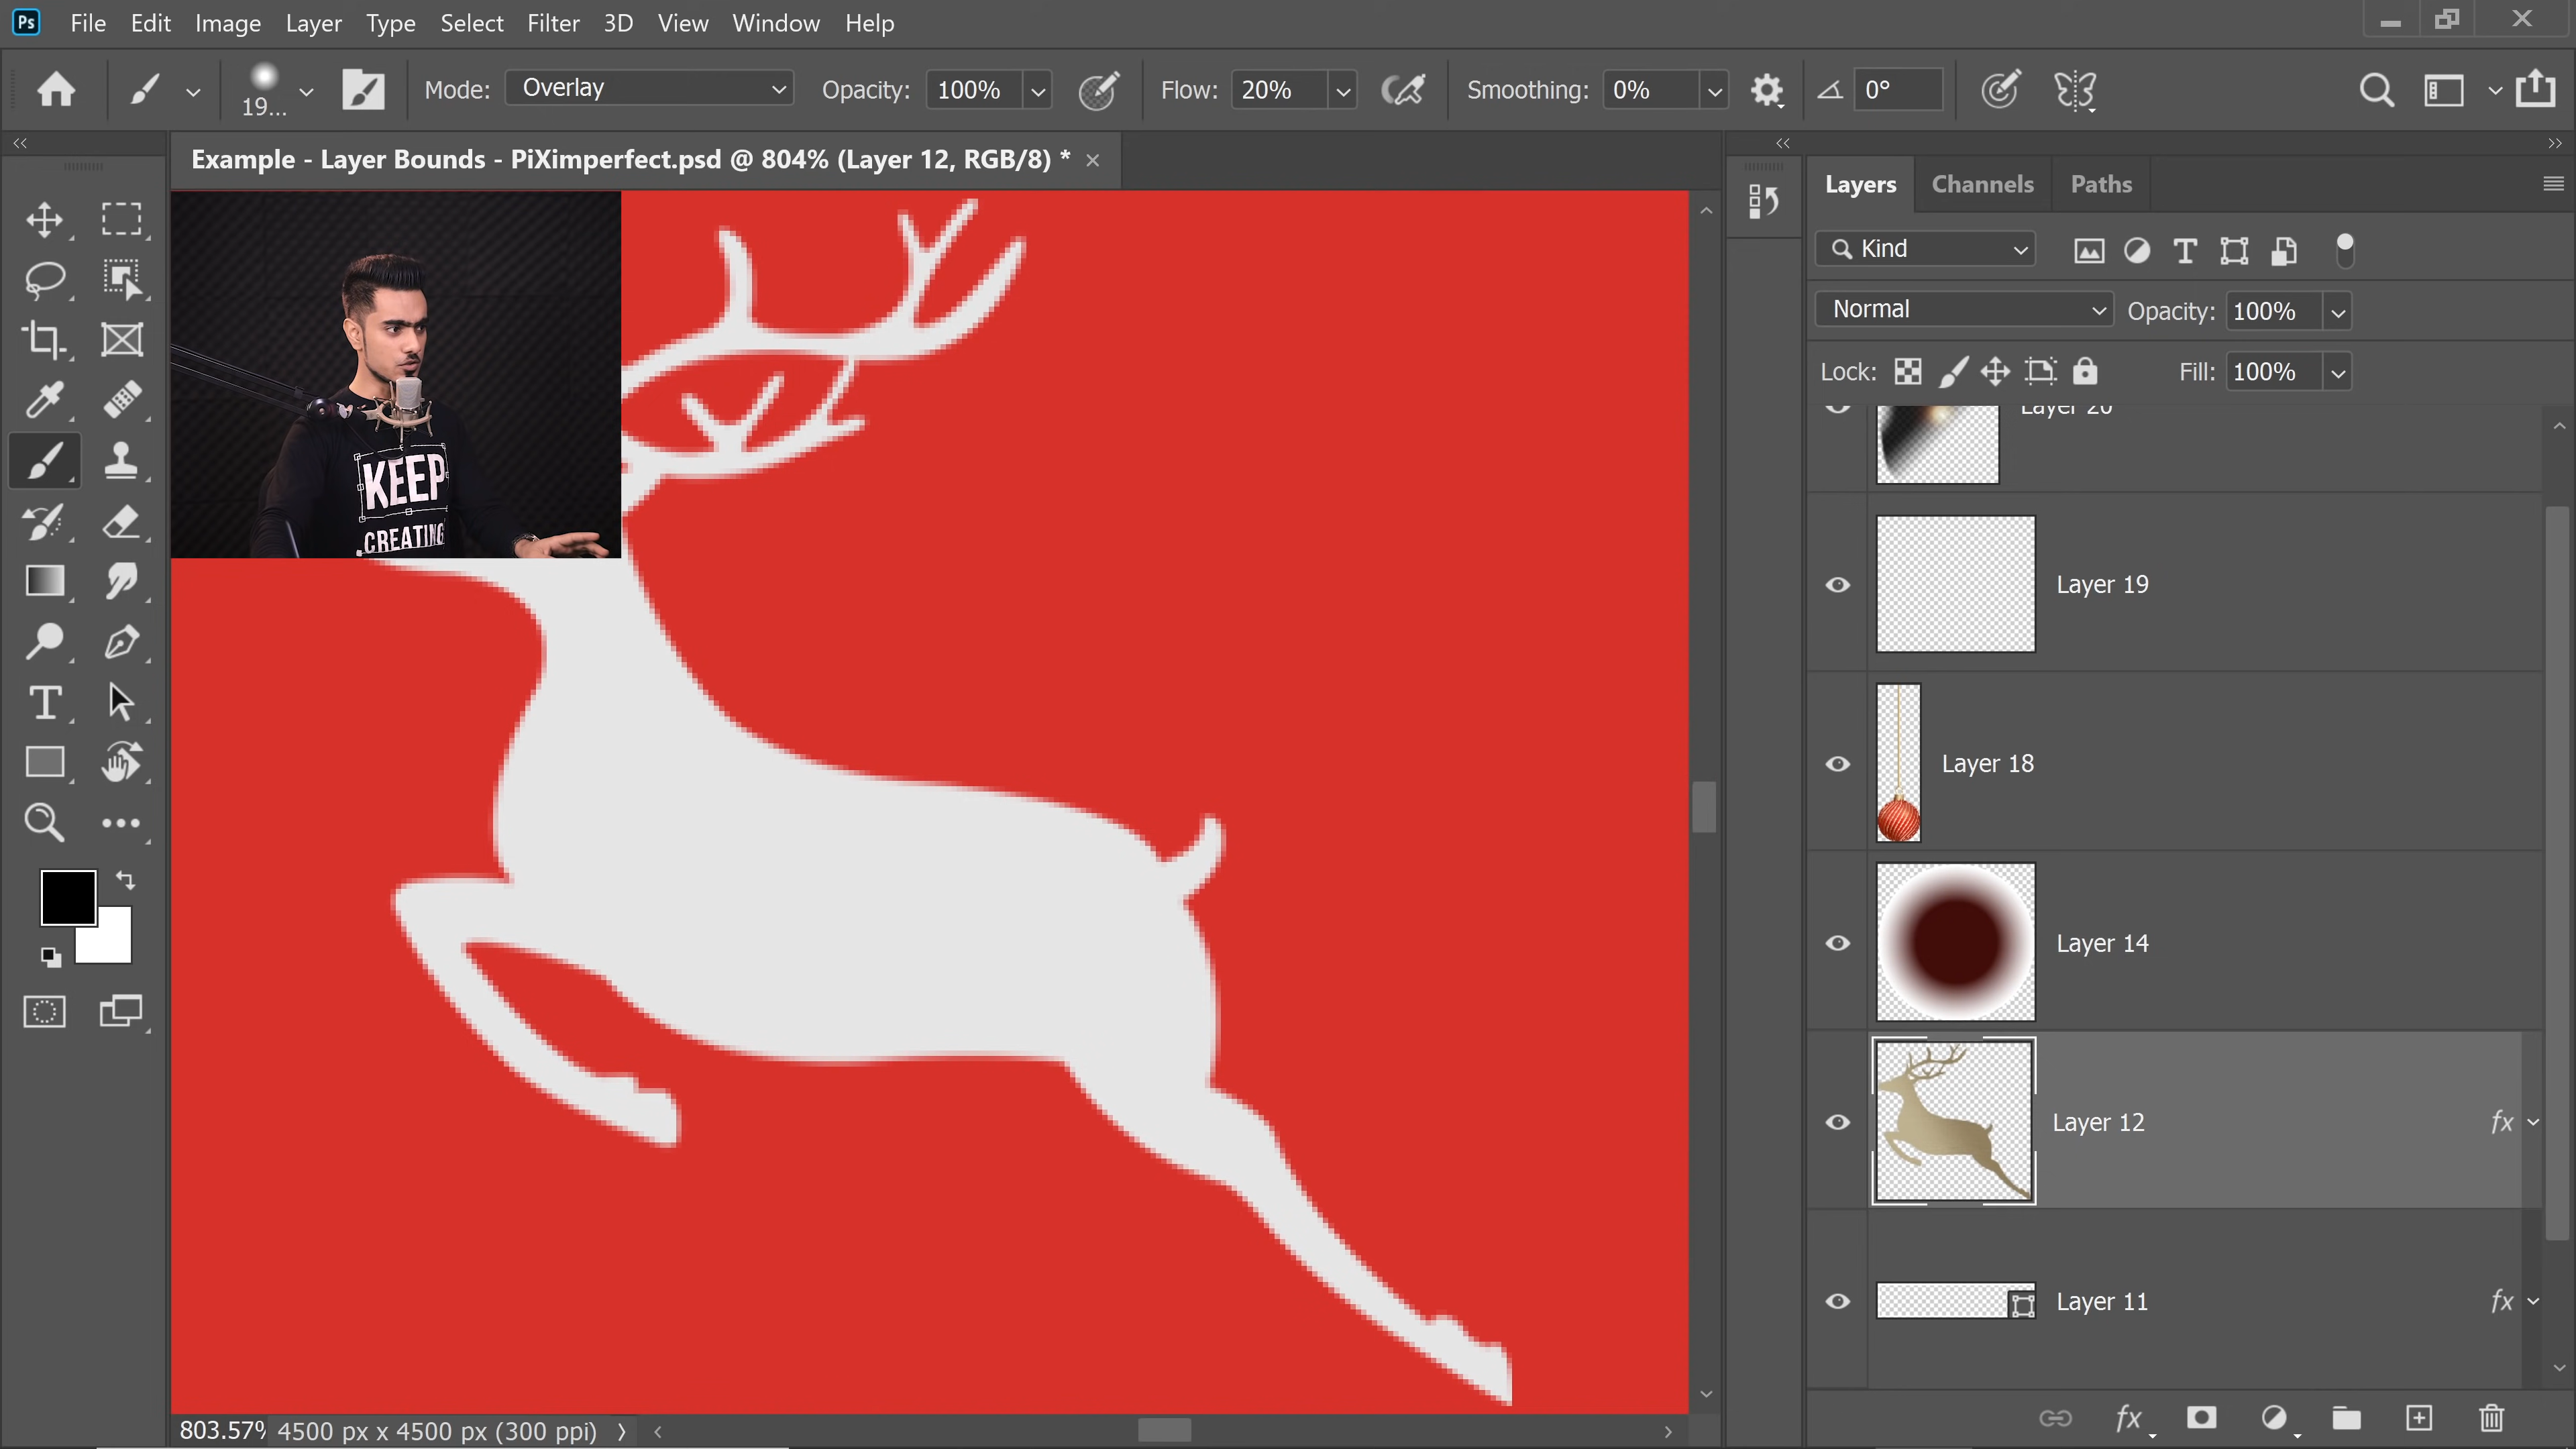 Ps File Edit Image Layer Type Select Filter 3D View Window Help
19... Mode: Overlay Opacity: 100% Flow: 20% Smoothing: 0% 0°
Example - Layer Bounds - PiXimperfect.psd @ 804% (Layer 12, RGB/8) *
Layers Channels Paths
Kind
Normal Opacity: 100%
Lock: Fill: 100%
Layer 20
KEEP
CREATING
Layer 19
Layer 18
Layer 14
Layer 12 fx
Layer 11 fx
803.57% 4500 px x 4500 px (300 ppi)
fx